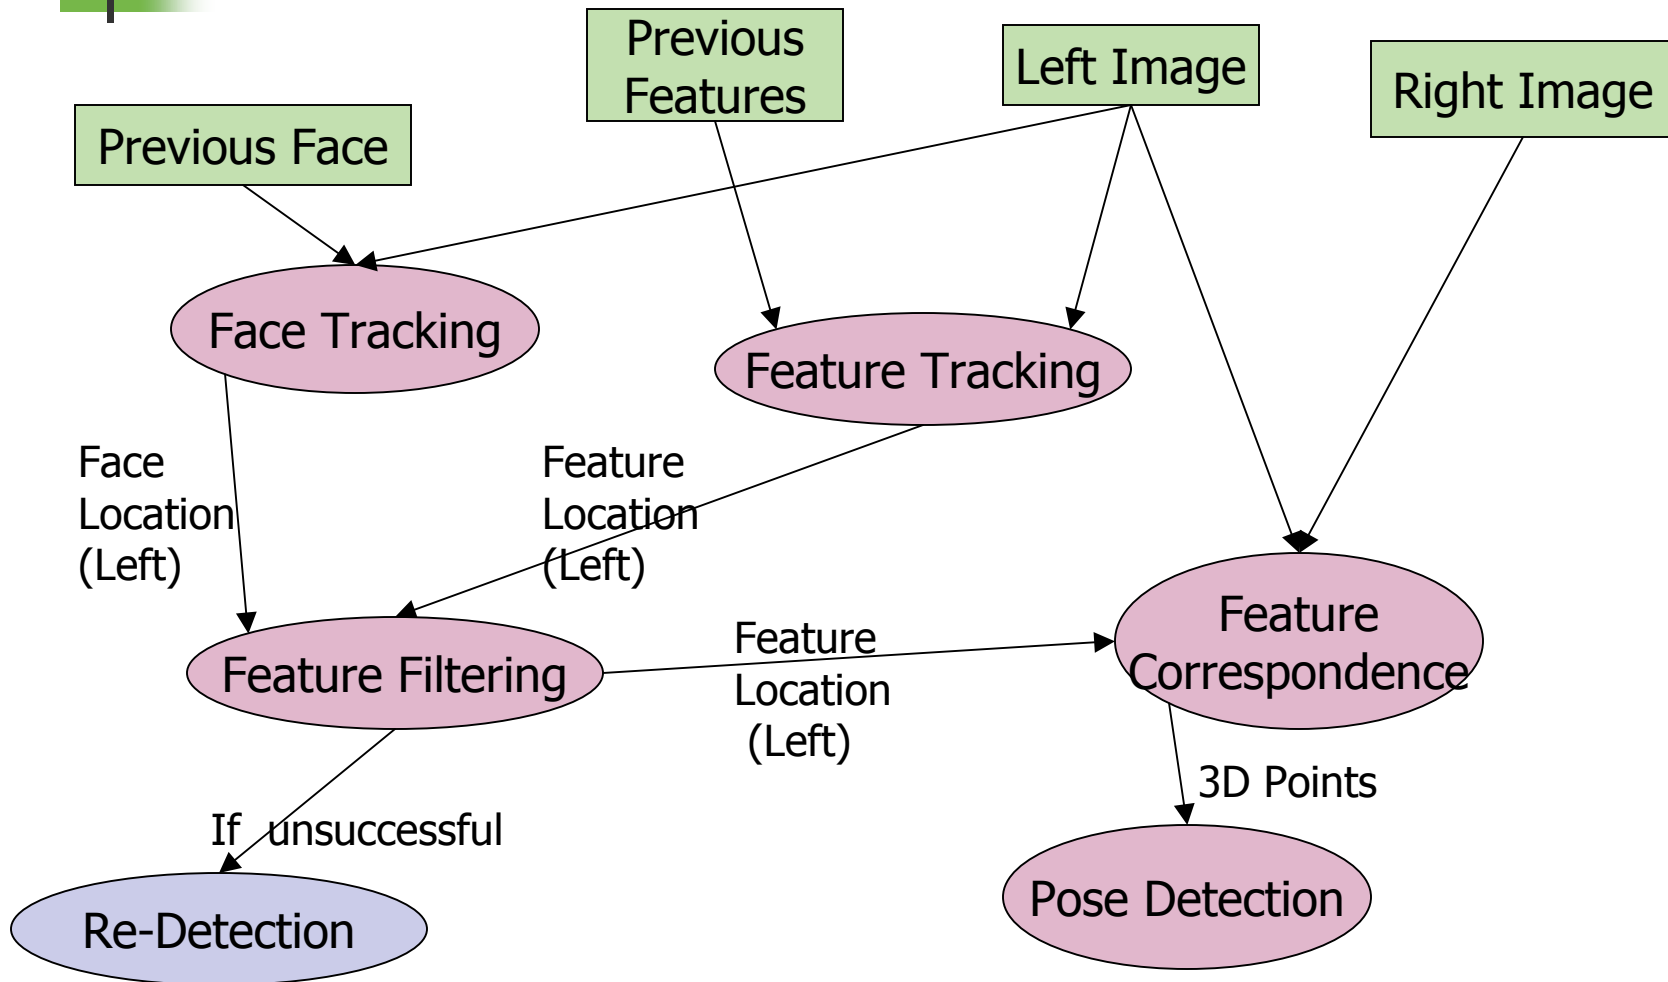 Previous
Features
Left Image
Right Image
Previous Face
Face Tracking
Feature Tracking
Face
Location
(Left)
Feature
Location
(Left)
Feature
Correspondence
Feature Filtering
Feature
Location
(Left)
3D Points
If unsuccessful
Pose Detection
Re-Detection